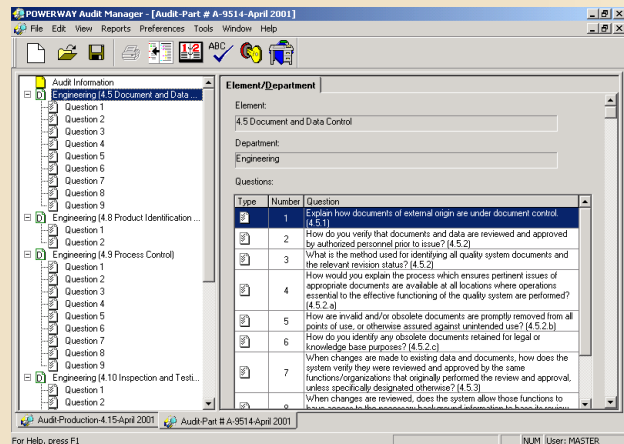 POWERWAY Audit Manager - [Audit-Part # A-9514-April 2001]
File Edit View Reports Preferences Tools Window Help
ABC
Audit Information
Engineering (4.5 Document and Data ...
Question 1
Question 2
Question 3
Question 4
Question 5
Question 6
Question 7
Question 8
Question 9
Engineering (4.8 Product Identification ...
Question 1
Question 2
Engineering (4.9 Process Control)
Question 1
Question 2
Question 3
Question 4
Question 5
Question 6
Question 7
Question 8
Question 9
Engineering (4.10 Inspection and Testi...
Question 1
Question 2
Element/Department
Element:
4.5 Document and Data Control
Department:
Engineering
Questions:
Type Number Question
1 Explain how documents of external origin are under document control.
(4.5.1)
2 How do you verify that documents and data are reviewed and approved
by authorized personnel prior to issue? (4.5.2)
3 What is the method used for identifying all quality system documents and
the relevant revision status? (4.5.2)
How would you explain the process which ensures pertinent issues of
4 appropriate documents are available at all locations where operations
essential to the effective functioning of the quality system are performed?
(4.5.2.a)
5 How are invalid and/or obsolete documents are promptly removed from all
points of use, or otherwise assured against unintended use? (4.5.2.b)
6 How do you identify any obsolete documents retained for legal or
knowledge base purposes? (4.5.2.c)
When changes are made to existing data and documents, how does the
7 system verify they were reviewed and approved by the same
functions/organizations that originally performed the review and approval,
unless specifically designated otherwise? (4.5.3)
8 When changes are reviewed, does the system allow those functions to
have access to the necessary background information to base its review
Audit-Production-4.15-April 2001 Audit-Part # A-9514-April 2001
For Help, press F1 NUM User: MASTER